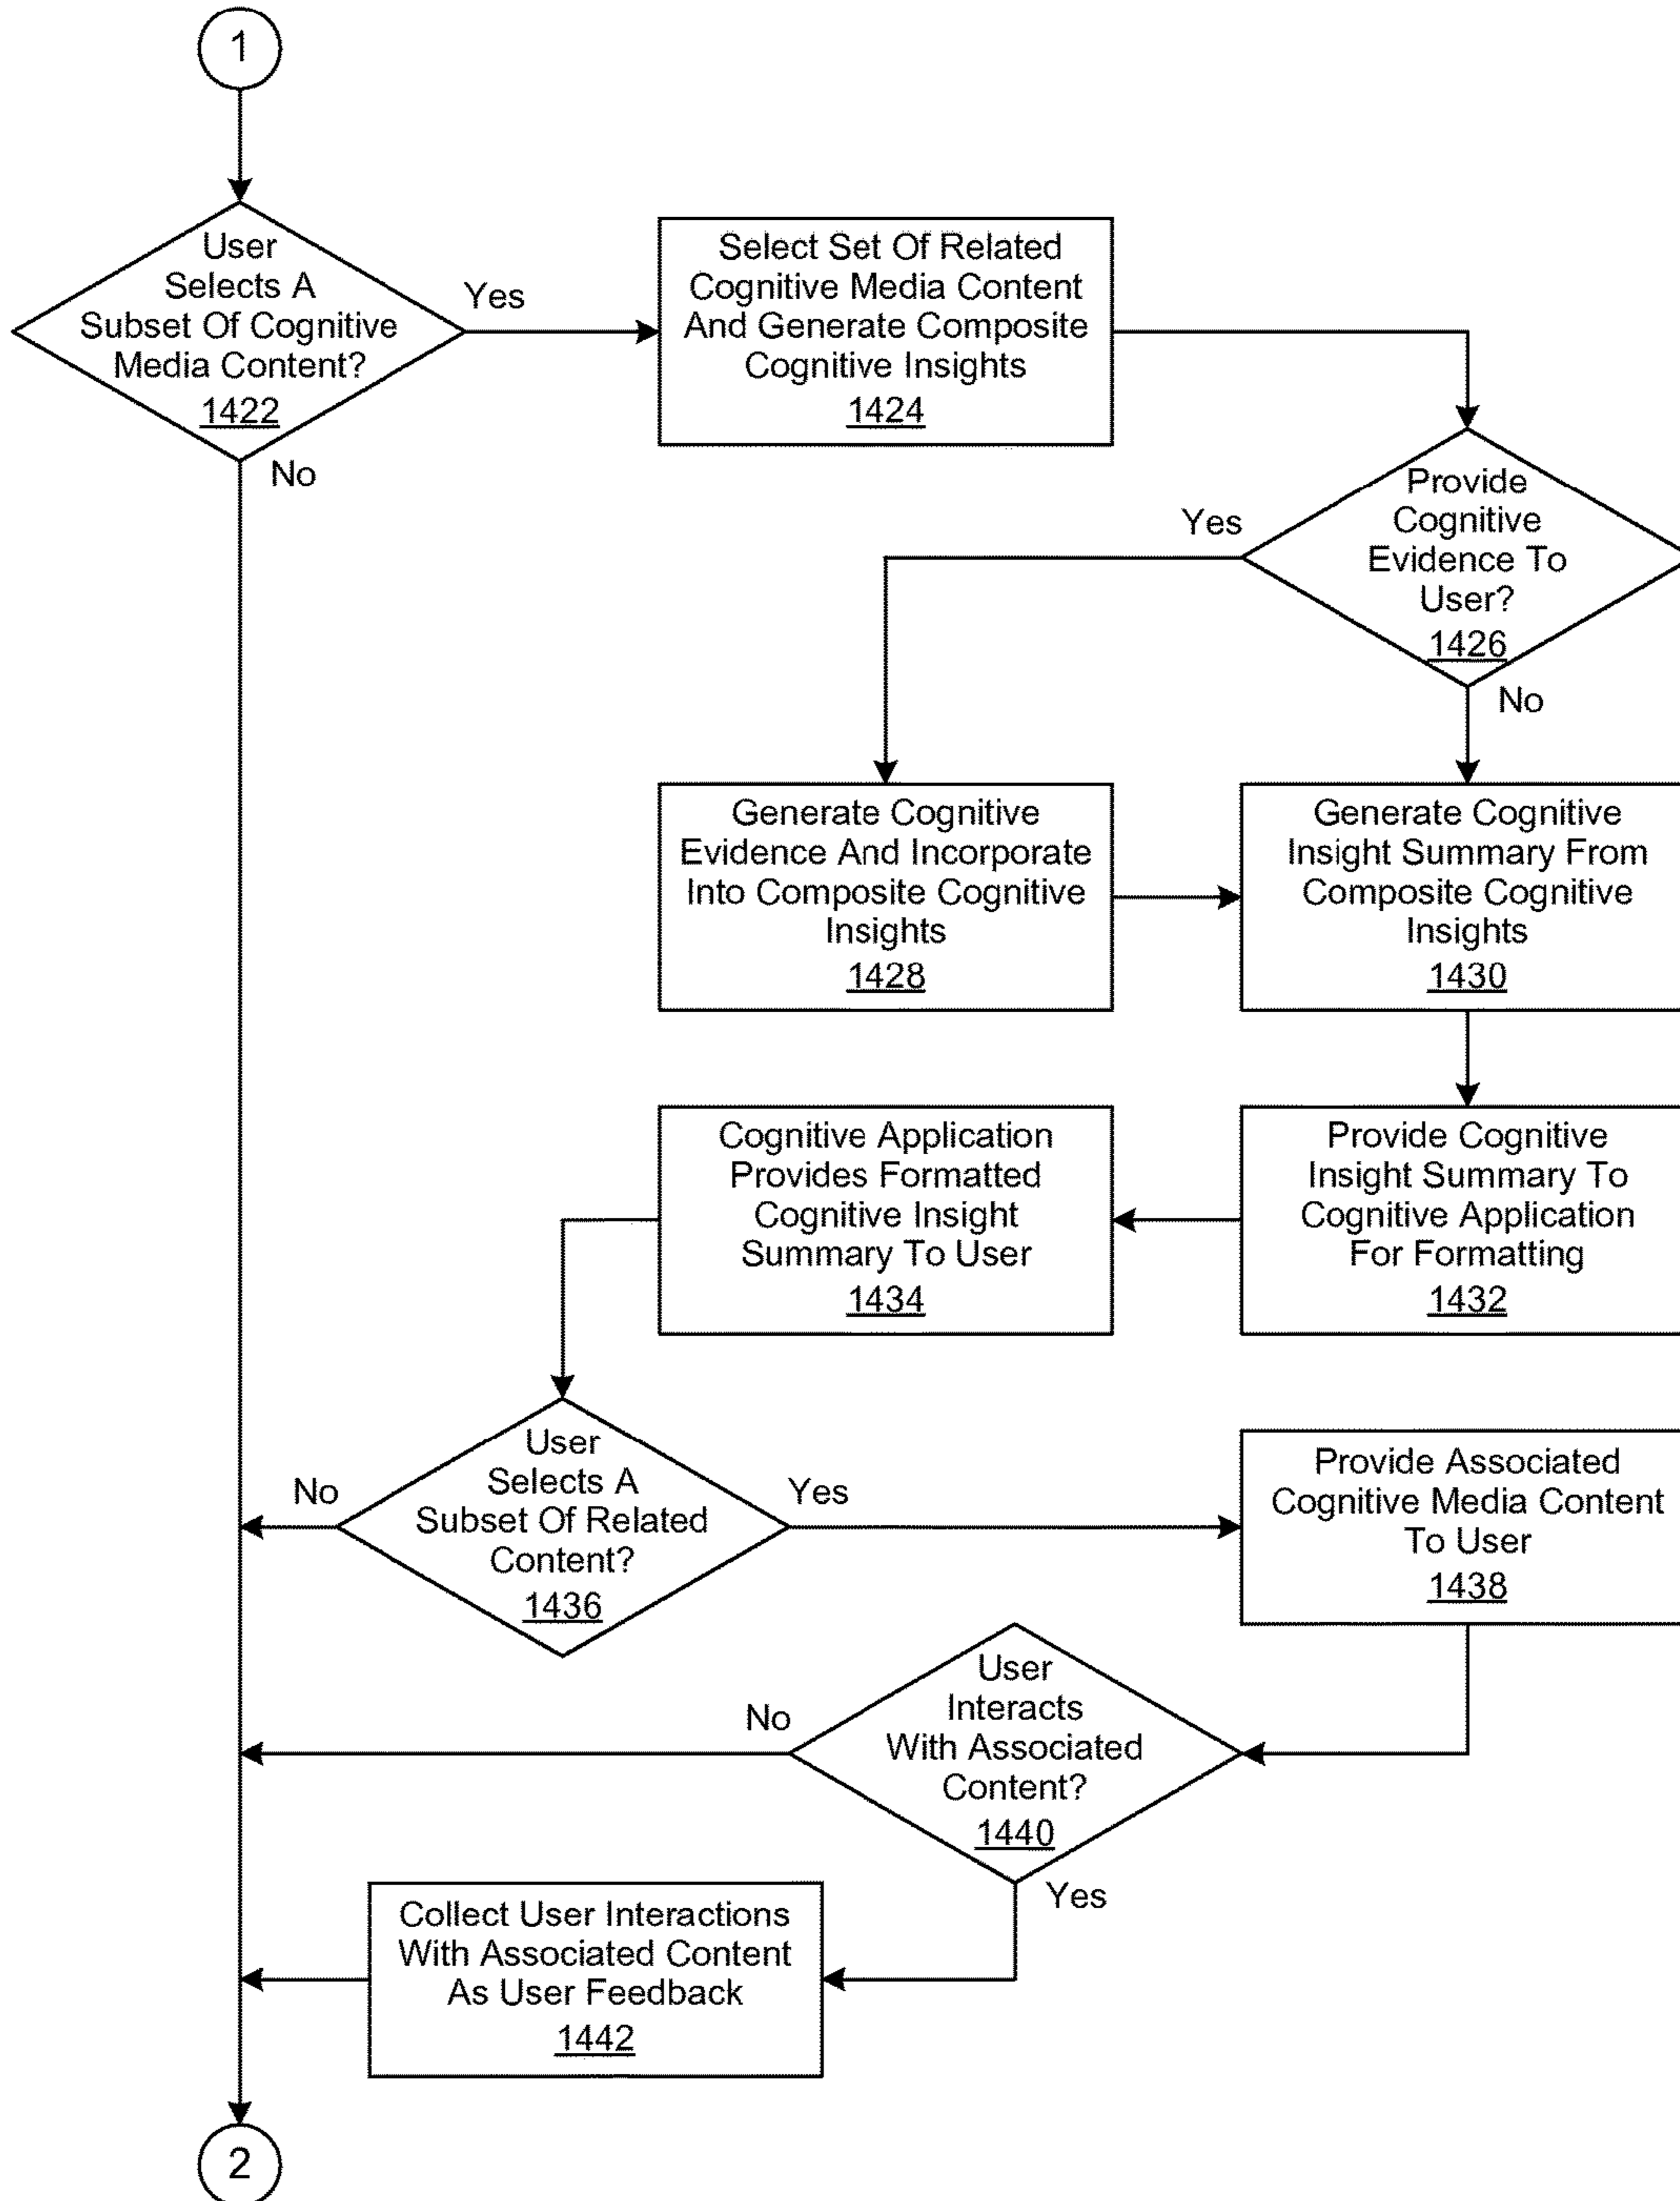 1
User
Selects A
Subset Of Cognitive
Media Content?
1422
Yes
No
Select Set Of Related
Cognitive Media Content
And Generate Composite
Cognitive Insights
1424
Provide
Cognitive
Evidence To
User?
1426
Yes
No
Generate Cognitive
Evidence And Incorporate
Into Composite Cognitive
Insights
1428
Generate Cognitive
Insight Summary From
Composite Cognitive
Insights
1430
Cognitive Application
Provides Formatted
Cognitive Insight
Summary To User
1434
Provide Cognitive
Insight Summary To
Cognitive Application
For Formatting
1432
User
Selects A
Subset Of Related
Content?
1436
No
Yes
Provide Associated
Cognitive Media Content
To User
1438
User
Interacts
With Associated
Content?
1440
No
Yes
Collect User Interactions
With Associated Content
As User Feedback
1442
2